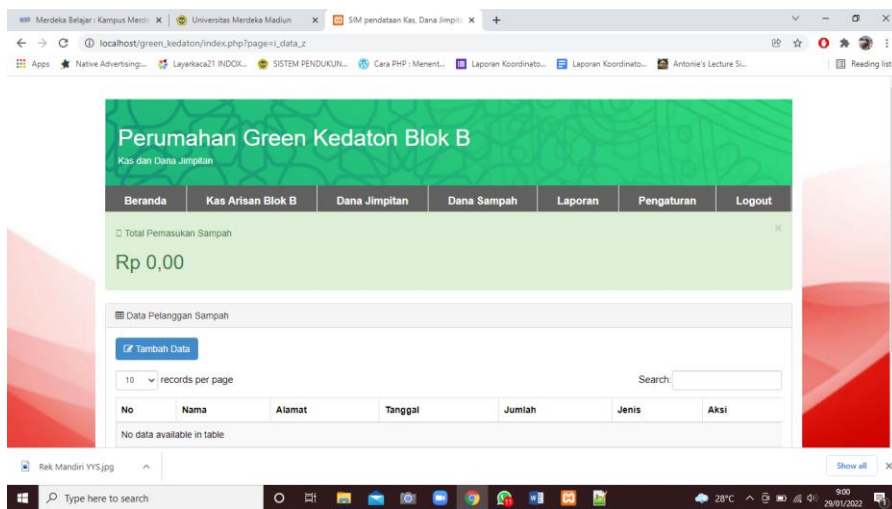 Merdeka Belajar : Kampus Merde
Universitas Merdeka Madiun
SIM pendataan Kas, Dana Jimpita
localhost/green_kedaton/index.php?page=i_data_z
Apps
Native Advertising:...
Layarkaca21 INDOX...
SISTEM PENDUKUN...
Cara PHP : Menent...
Laporan Koordinato...
Laporan Koordinato...
Antonie's Lecture Si...
Reading list
Perumahan Green Kedaton Blok B
Kas dan Dana Jimpitan
Beranda
Kas Arisan Blok B
Dana Jimpitan
Dana Sampah
Laporan
Pengaturan
Logout
Total Pemasukan Sampah
Rp 0,00
Data Pelanggan Sampah
Tambah Data
10 records per page
Search:
No Nama Alamat Tanggal Jumlah Jenis Aksi
No data available in table
Rek Mandiri YYS.jpg
Show all
Type here to search
28°C
9:00
29/01/2022